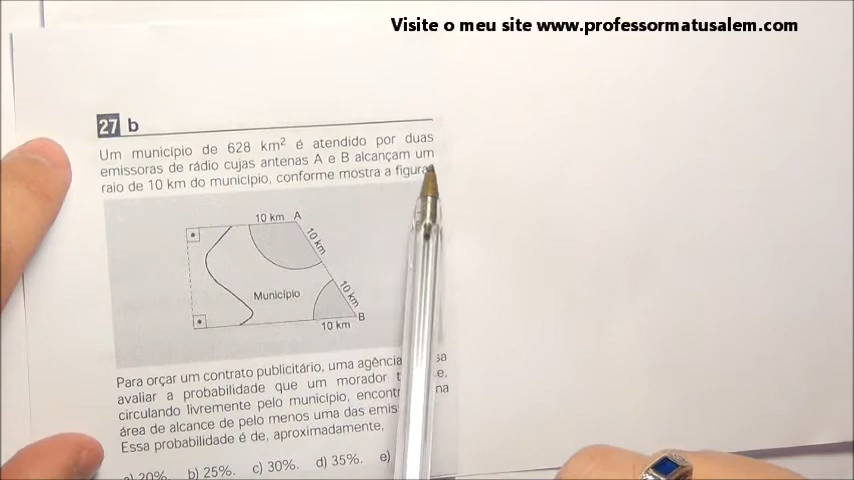 Visite o meu site www.professormatusalem.com
27 b
Um município de 628 km² é atendido por duas
emissoras de rádio cujas antenas A e B alcançam um
raio de 10 km do município, conforme mostra a figura
10 km A
10 km
Município
10 km
B
10 km
Para orçar um contrato publicitário, uma agência
avaliar a probabilidade que um morador
circulando livremente pelo município,
área de alcance de pelo menos uma das
Essa probabilidade é de, aproximadamente,
a) 20%. b) 25%. c) 30%. d) 35%. e)